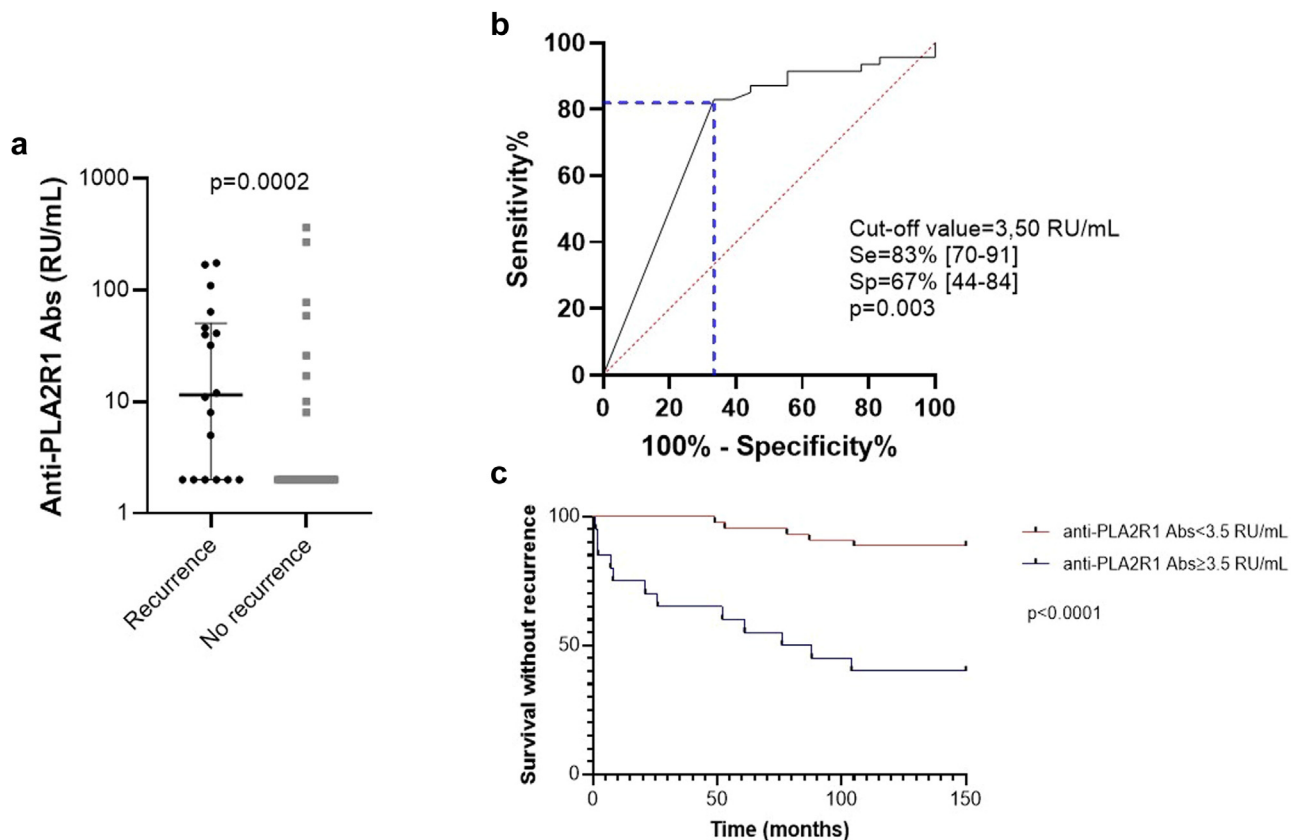 a
p=0.0002
Anti-PLA2R1 Abs (RU/mL)
1000
100
10
1
Recurrence
No recurrence
b
Sensitivity%
100
80
60
40
20
0
0 20 40 60 80 100
100% - Specificity%
Cut-off value=3,50 RU/mL
Se=83% [70-91]
Sp=67% [44-84]
p=0.003
c
Survival without recurrence
100
50
0
0 50 100 150
Time (months)
anti-PLA2R1 Abs<3.5 RU/mL
anti-PLA2R1 Abs≥3.5 RU/mL
p<0.0001